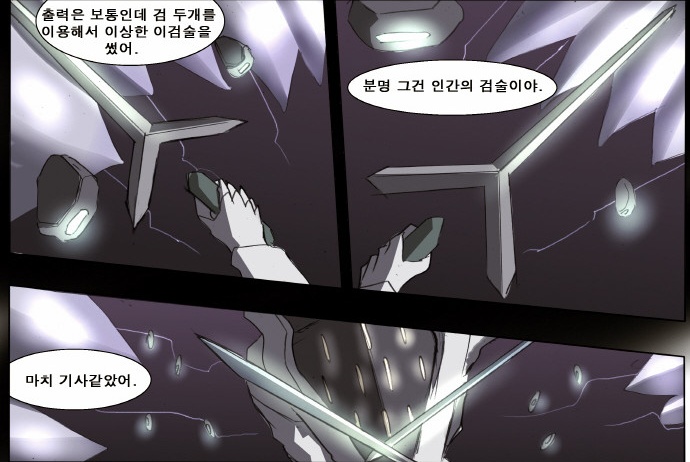 출력은 보통인데 검 두개를
이용해서 이상한 이검술을
썼어.
분명 그건 인간의 검술이야.
마치 기사같았어.